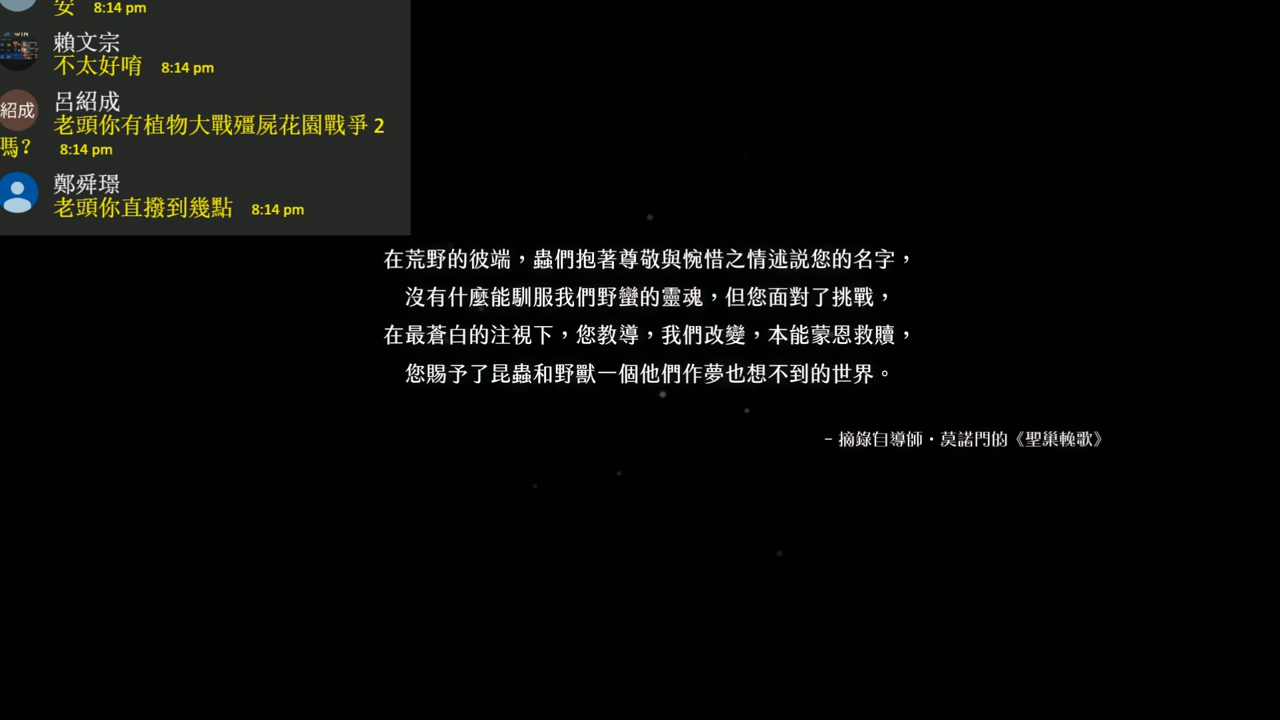 安 8:14 pm
WIN
賴文宗
不太好唷 8:14 pm
紹成
呂紹成
老頭你有植物大戰殭屍花園戰爭 2
嗎? 8:14 pm
鄭舜璟
老頭你直撥到幾點 8:14 pm
在荒野的彼端，蟲們抱著尊敬與惋惜之情述說您的名字，
沒有什麼能馴服我們野蠻的靈魂，但您面對了挑戰，
在最蒼白的注視下，您教導，我們改變，本能蒙恩救贖，
您賜予了昆蟲和野獸一個他們作夢也想不到的世界。
- 摘錄自導師・莫諾門的《聖巢輓歌》